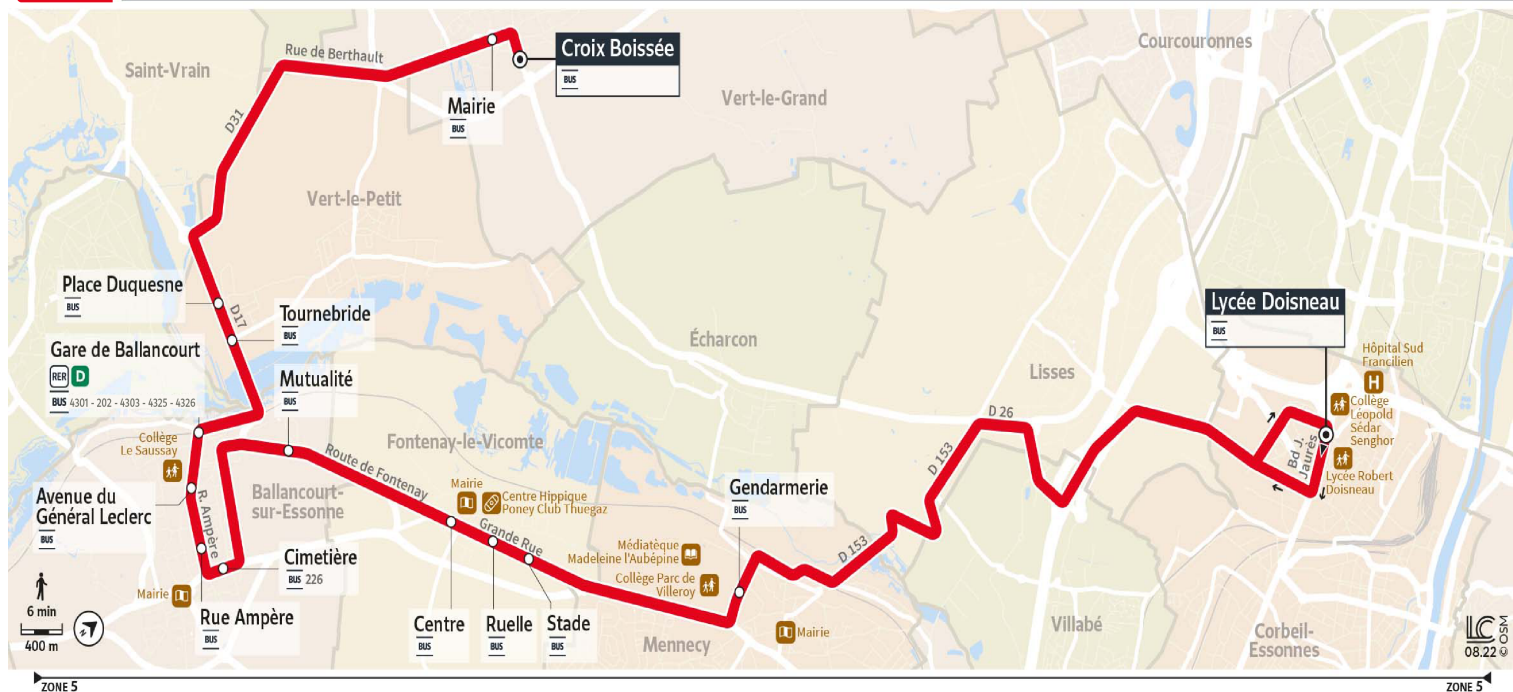 Croix Boissée
BUS
Rue de Berthault
Saint-Vrain
Courcouronnes
Mairie
BUS
Vert-le-Grand
D31
Vert-le-Petit
Place Duquesne
BUS
D17
Tournebride
BUS
Lycée Doisneau
BUS
Gare de Ballancourt
RER D
BUS 4301 - 202 - 4303 - 4325 - 4326
Écharcon
Mutualité
BUS
Lisses
Hôpital Sud
Francilien
H
Collège
Léopold
Sédar
Senghor
D 26
Bd J.
Jaurès
Lycee Robert
Doisneau
Collège
Le Saussay
Fontenay-le-Vicomte
Route de Fontenay
D 153
Avenue du
Général Leclerc
BUS
R. Ampère
Ballancourt-
sur-Essonne
Mairie
Centre Hippique
Poney Club Thuegaz
Gendarmerie
BUS
Grande Rue
Médiatèque
Madeleine l'Aubépine
D 153
Cimetière
BUS 226
Collège Parc de
Villeroy
6 min
400 m
Mairie
Rue Ampère
BUS
Centre
BUS
Ruelle
BUS
Stade
BUS
Mennecy
Mairie
Villabé
Corbeil-
Essonnes
LC
08.22 © OSM
ZONE 5
ZONE 5